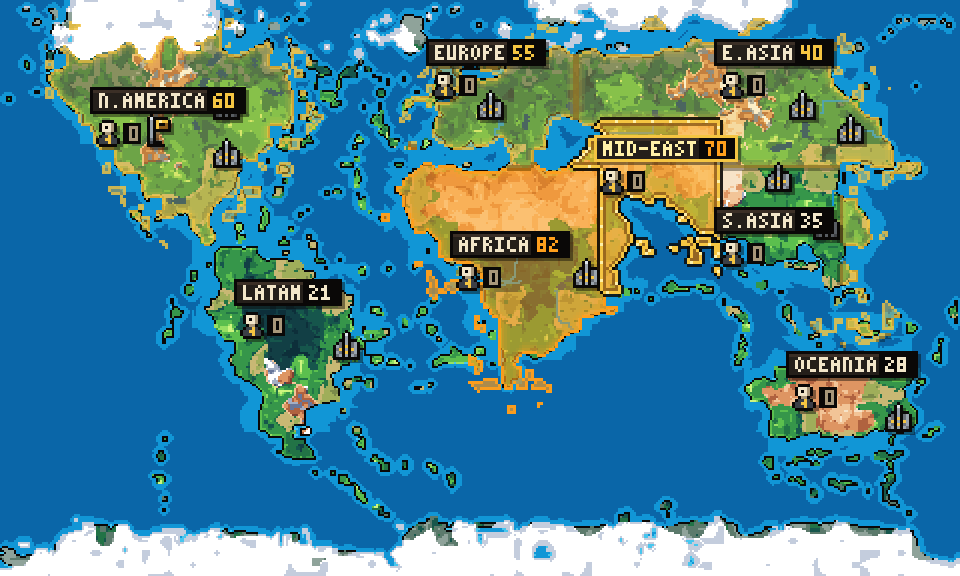 EUROPE 55
E.ASIA 40
N.AMERICA 60
0
0
0
MID-EAST 70
0
S.ASIA 35
AFRICA 82
0
0
LATAM 21
0
OCEANIA 28
0